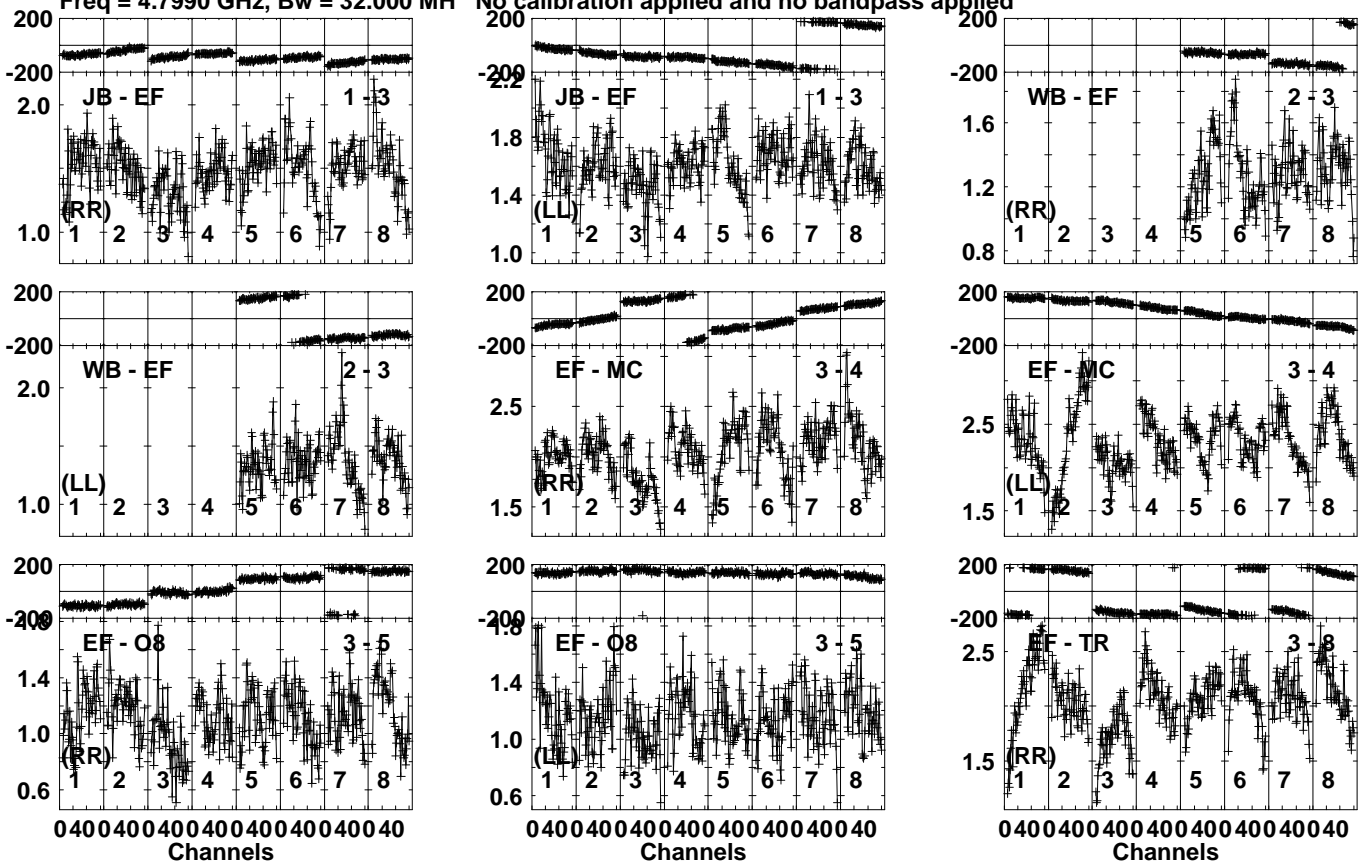 Freq = 4.7990 GHz, Bw = 32.000 MH No calibration applied and no bandpass applied
200
-200
JB - EF 1 - 3
2.0
(RR)
1.0
1 2 3 4 5 6 7 8
200
-200
2.2
JB - EF 1 - 3
1.8
1.4
(LL)
1.0
1 2 3 4 5 6 7 8
200
-200
WB - EF 2 - 3
1.6
1.2
(RR)
0.8
1 2 3 4 5 6 7 8
200
-200
WB - EF 2 - 3
2.0
(LL)
1.0
1 2 3 4 5 6 7 8
200
-200
EF - MC 3 - 4
2.5
(RR)
1.5
1 2 3 4 5 6 7 8
200
-200
EF - MC 3 - 4
2.5
(LL)
1.5
1 2 3 4 5 6 7 8
200
-200
1.8
EF - O8 3 - 5
1.4
1.0
(RR)
0.6
1 2 3 4 5 6 7 8
0 40 0 40 0 40 0 40 0 40 0 40 0 40 0 40
Channels
200
-200
1.8
EF - O8 3 - 5
1.4
1.0
(LL)
0.6
1 2 3 4 5 6 7 8
0 40 0 40 0 40 0 40 0 40 0 40 0 40 0 40
Channels
200
-200
EF - TR 3 - 8
2.5
1.5
(RR)
1 2 3 4 5 6 7 8
0 40 0 40 0 40 0 40 0 40 0 40 0 40 0 40
Channels